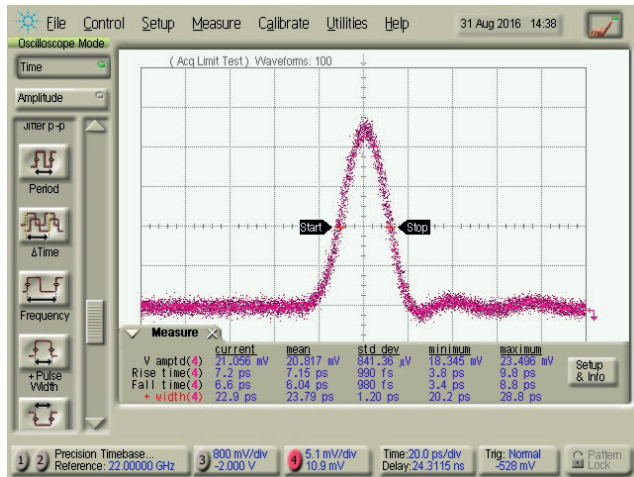 File Control Setup Measure Calibrate Utilities Help 31 Aug 2016 14:38
Oscilloscope Mode
Time
( Acq Limit Test ) Waveforms: 100
Amplitude
Jitter p-p
Period
ΔTime
Start Stop
Frequency
Measure
current mean std dev minimum maximum
V amptd(4) 21.056 mV 20.817 mV 841.36 µV 18.345 mV 23.496 mV
Rise time(4) 7.2 ps 7.15 ps 990 fs 3.8 ps 9.8 ps
Fall time(4) 6.6 ps 6.04 ps 980 fs 3.4 ps 8.8 ps
+ width(4) 22.9 ps 23.79 ps 1.20 ps 20.2 ps 28.8 ps
+ Pulse
Width
Setup
& Info
1 2 Precision Timebase...
Reference: 22.00000 GHz
3 800 mV/div
-2.000 V
4 5.1 mV/div
10.9 mV
Time:20.0 ps/div
Delay:24.3115 ns
Trig: Normal
-528 mV
Pattern
Lock